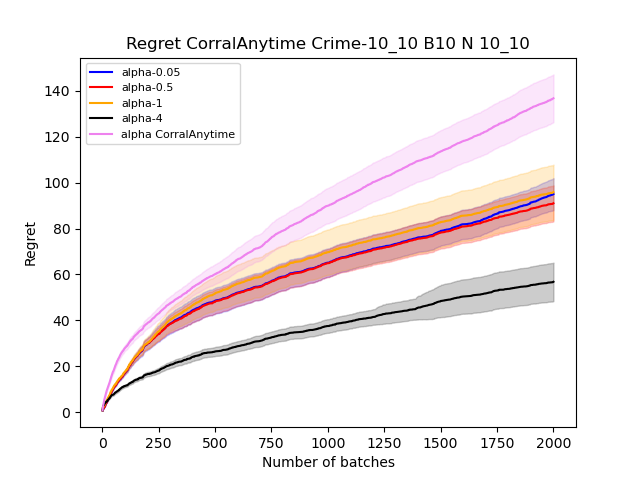 Regret CorralAnytime Crime-10_10 B10 N 10_10
alpha-0.05
alpha-0.5
alpha-1
alpha-4
alpha CorralAnytime
Regret
140
120
100
80
60
40
20
0
0 250 500 750 1000 1250 1500 1750 2000
Number of batches